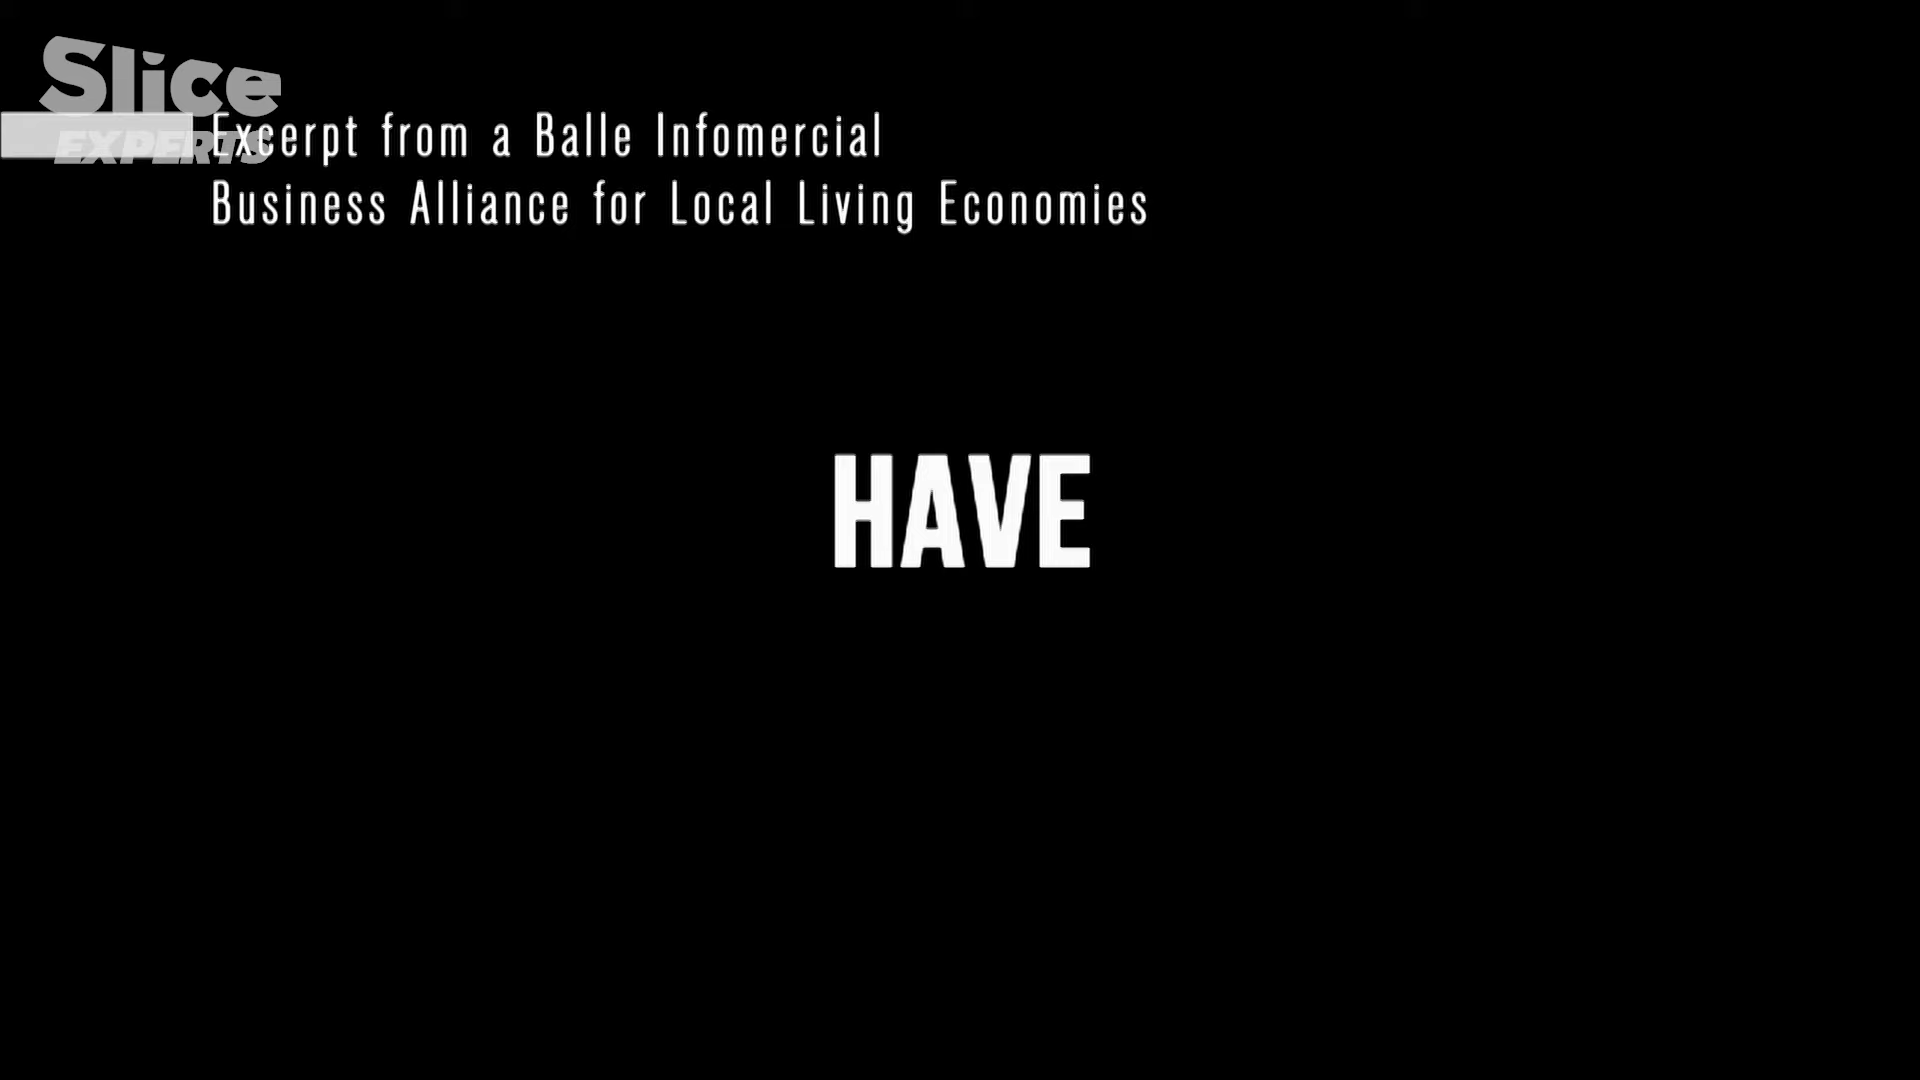 Slice
EXPERTS
Excerpt from a Balle Infomercial
Business Alliance for Local Living Economies
HAVE